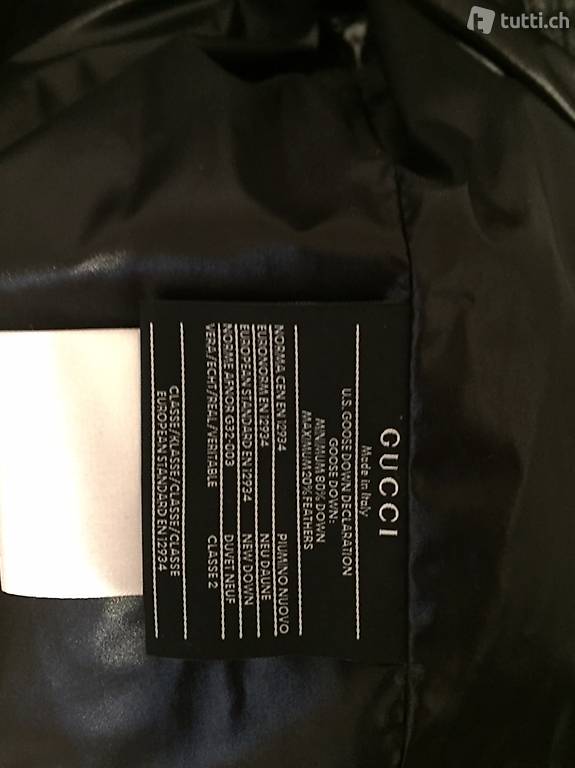 tutti.ch
GUCCI
Made in Italy
U.S. GOOSE DOWN DECLARATION
GOOSE DOWN:
MINIMUM 80% DOWN
MAXIMUM 20% FEATHERS
NORMA CEN EN 12934 PIUMINO NUOVO
EURONORM EN 12934 NEU DAUNE
EUROPEAN STANDARD EN 12934 NEW DOWN
NORME AFNOR G32-003 DUVET NEUF
VERA/ECHT/REAL/VERITABLE CLASSE 2
CLASSE/KLASSE/CLASSE/CLASSE
EUROPEAN STANDARD EN 12934